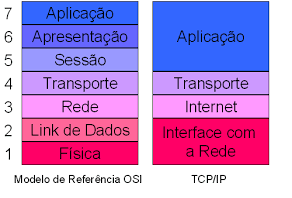 7 Aplicação
6 Apresentação
5 Sessão
4 Transporte
3 Rede
2 Link de Dados
1 Física
Modelo de Referência OSI
Aplicação
Transporte
Internet
Interface com
a Rede
TCP/IP